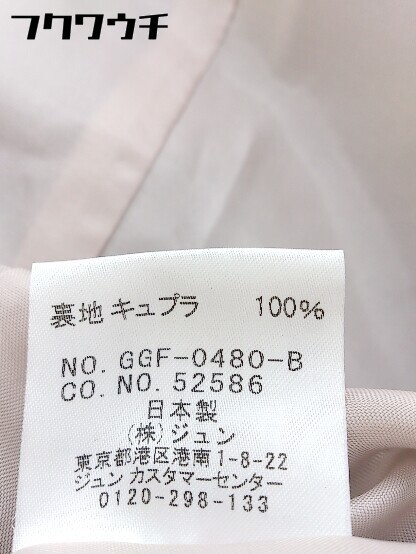 フクワウチ
裏地 キュプラ 100%
NO. GGF-0480-B
CO. NO. 52586
日本製
(株)ジュン
東京都港区港南1-8-22
ジュン カスタマーセンター
0120-298-133